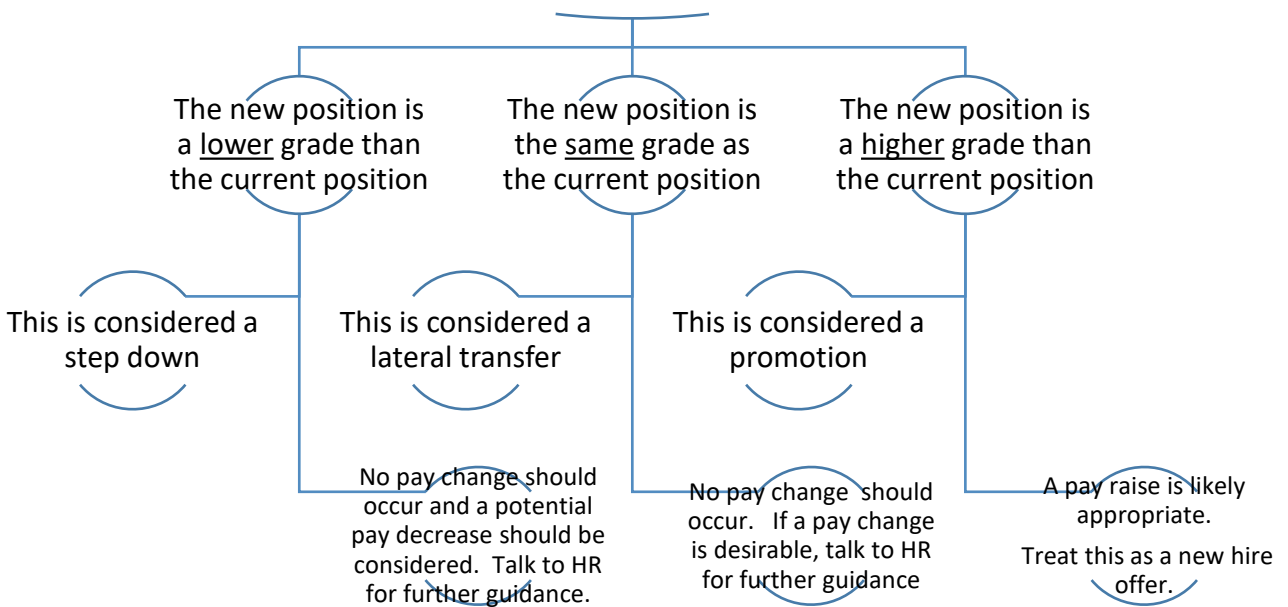 The new position is
a lower grade than
the current position
The new position is
the same grade as
the current position
The new position is
a higher grade than
the current position
This is considered a
step down
This is considered a
lateral transfer
This is considered a
promotion
No pay change should
occur and a potential
pay decrease should be
considered. Talk to HR
for further guidance.
No pay change should
occur. If a pay change
is desirable, talk to HR
for further guidance
A pay raise is likely
appropriate.
Treat this as a new hire
offer.